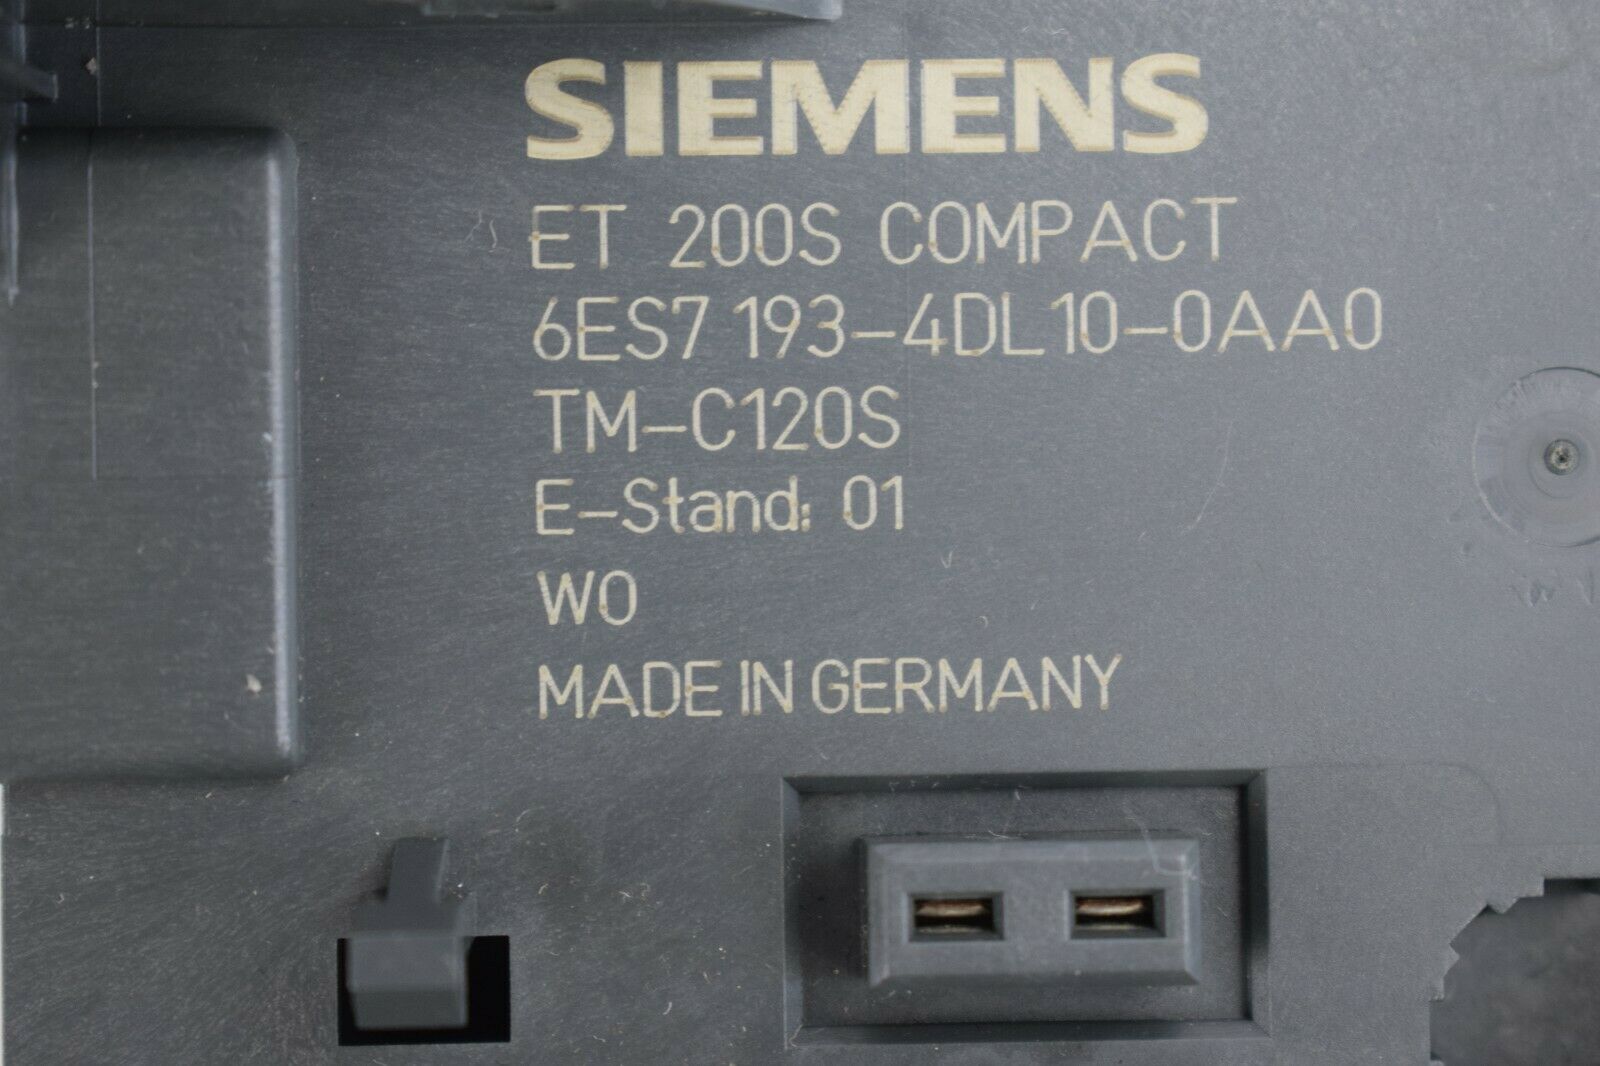 SIEMENS
ET 200S COMPACT
6ES7 193-4DL10-0AA0
TM-C120S
E-Stand: 01
W0
MADE IN GERMANY